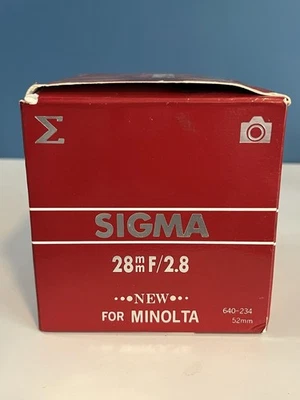 Σ
SIGMA
28mm F/2.8
•••NEW•••
FOR MINOLTA
640-234
52mm